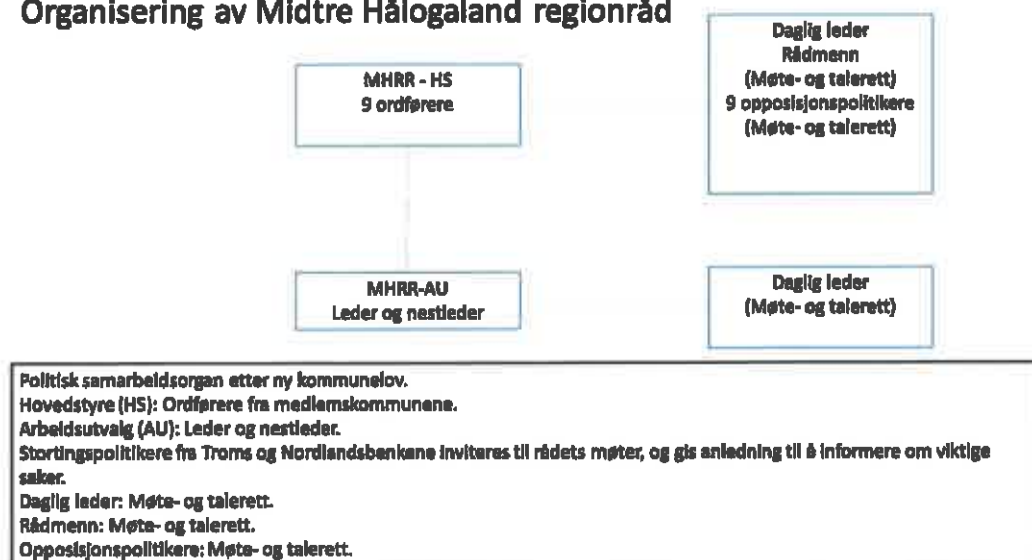 Organisering av Midtre Hålogaland regionråd
MHRR - HS
9 ordførere
Daglig leder
Rådmenn
(Møte- og talerett)
9 opposisjonspolitikere
(Møte- og talerett)
MHRR-AU
Leder og nestleder
Daglig leder
(Møte- og talerett)
Politisk samarbeidsorgan etter ny kommunelov.
Hovedstyre (HS): Ordførere fra medlemskommunene.
Arbeidsutvalg (AU): Leder og nestleder.
Stortingspolitikere fra Troms og Nordlandsbenkene inviteres til rådets møter, og gis anledning til å informere om viktige
saker.
Daglig leder: Møte- og talerett.
Rådmenn: Møte- og talerett.
Opposisjonspolitikere: Møte- og talerett.